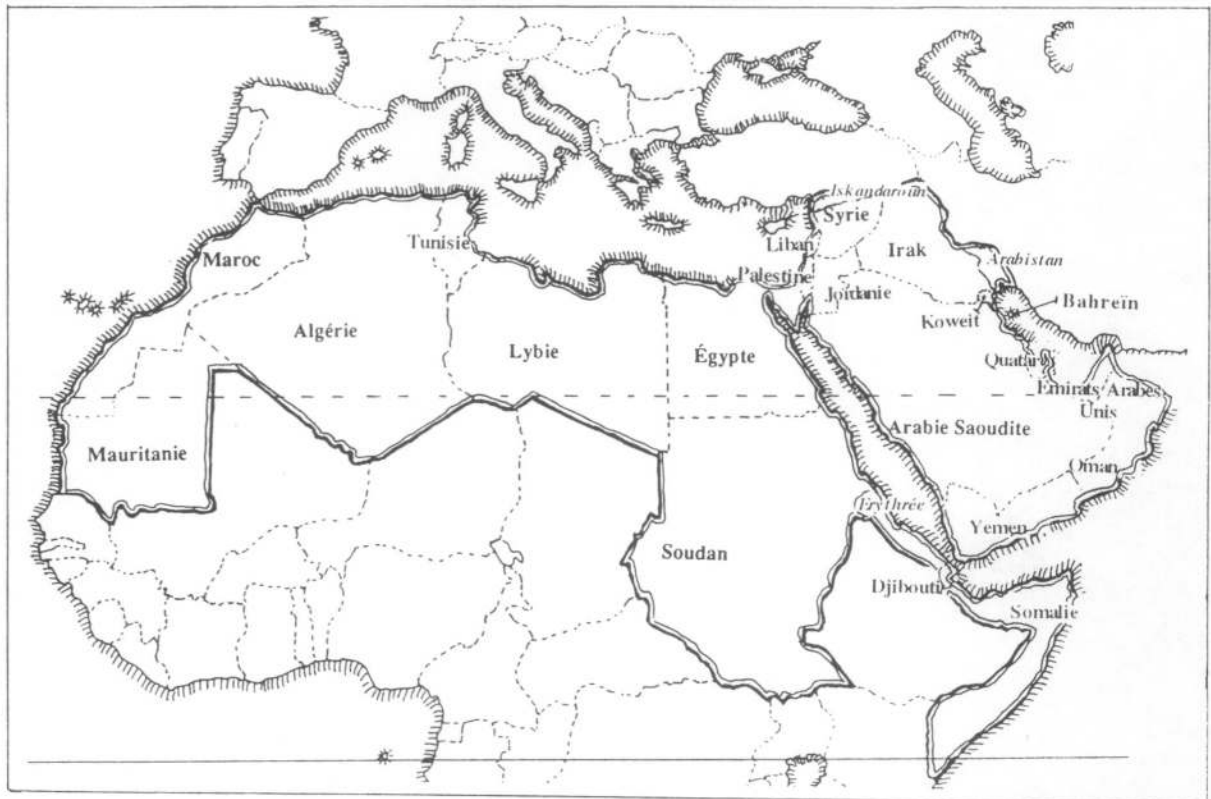 Iskandaroun
Syrie
Tunisie
Liban
Maroc
Irak
Arabistan
Palestine
Jordanie
Bahreïn
Koweit
Algérie
Lybie
Égypte
Quatar
Emirats Arabes
Unis
Arabie Saoudite
Mauritanie
Oman
Erythrée
Yemen
Soudan
Djibouti
Somalie